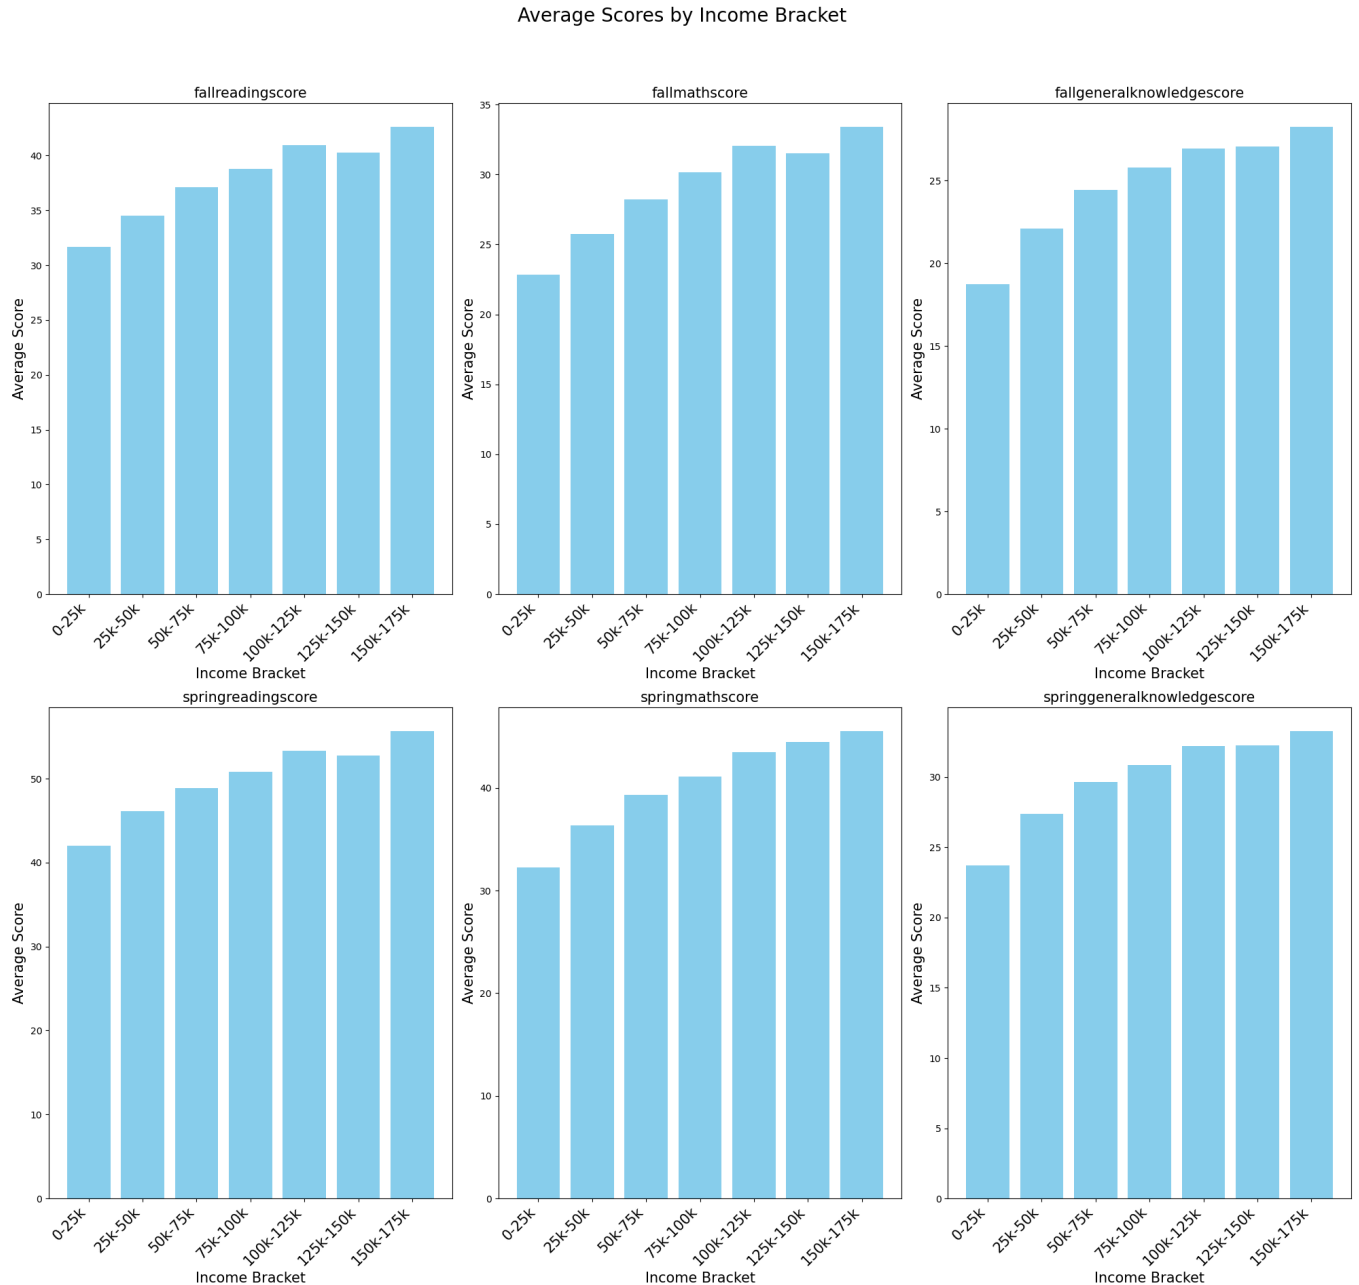 Average Scores by Income Bracket
fallreadingscore
Average Score
40
35
30
25
20
15
10
5
0
0-25k
25k-50k
50k-75k
75k-100k
100k-125k
125k-150k
150k-175k
Income Bracket
fallmathscore
Average Score
35
30
25
20
15
10
5
0
0-25k
25k-50k
50k-75k
75k-100k
100k-125k
125k-150k
150k-175k
Income Bracket
fallgeneralknowledgescore
Average Score
25
20
15
10
5
0
0-25k
25k-50k
50k-75k
75k-100k
100k-125k
125k-150k
150k-175k
Income Bracket
springreadingscore
Average Score
50
40
30
20
10
0
0-25k
25k-50k
50k-75k
75k-100k
100k-125k
125k-150k
150k-175k
Income Bracket
springmathscore
Average Score
40
30
20
10
0
0-25k
25k-50k
50k-75k
75k-100k
100k-125k
125k-150k
150k-175k
Income Bracket
springgeneralknowledgescore
Average Score
30
25
20
15
10
5
0
0-25k
25k-50k
50k-75k
75k-100k
100k-125k
125k-150k
150k-175k
Income Bracket